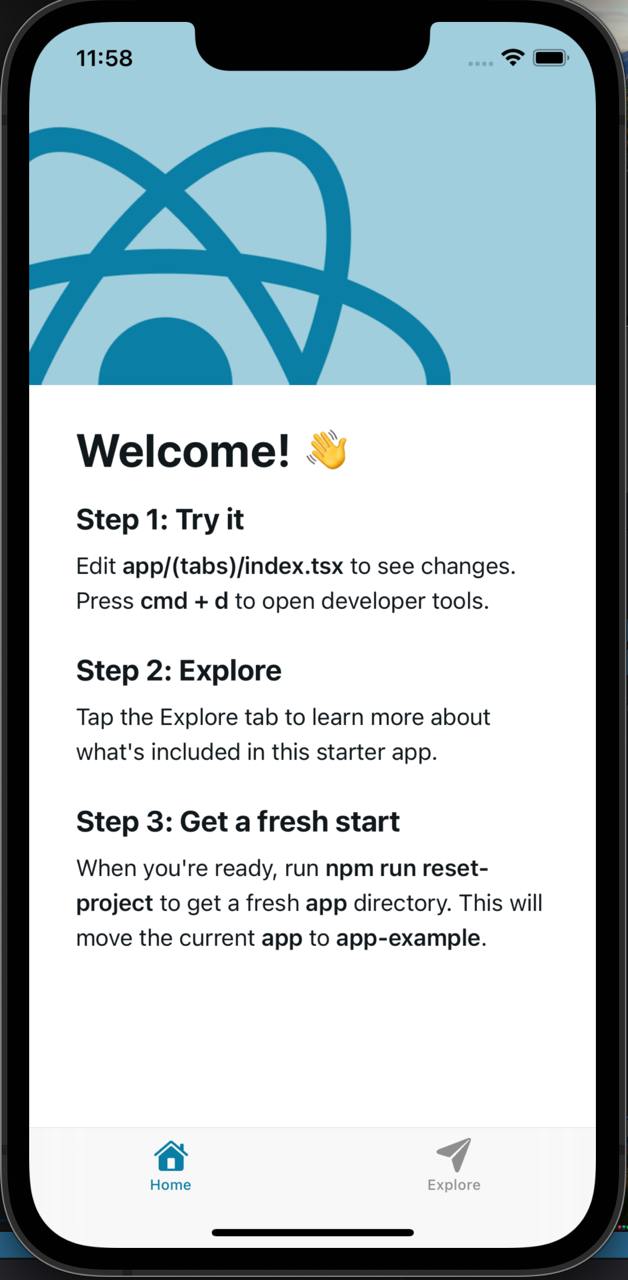 11:58
Welcome! 👋
Step 1: Try it
Edit app/(tabs)/index.tsx to see changes.
Press cmd + d to open developer tools.
Step 2: Explore
Tap the Explore tab to learn more about
what's included in this starter app.
Step 3: Get a fresh start
When you're ready, run npm run reset-
project to get a fresh app directory. This will
move the current app to app-example.
Home
Explore